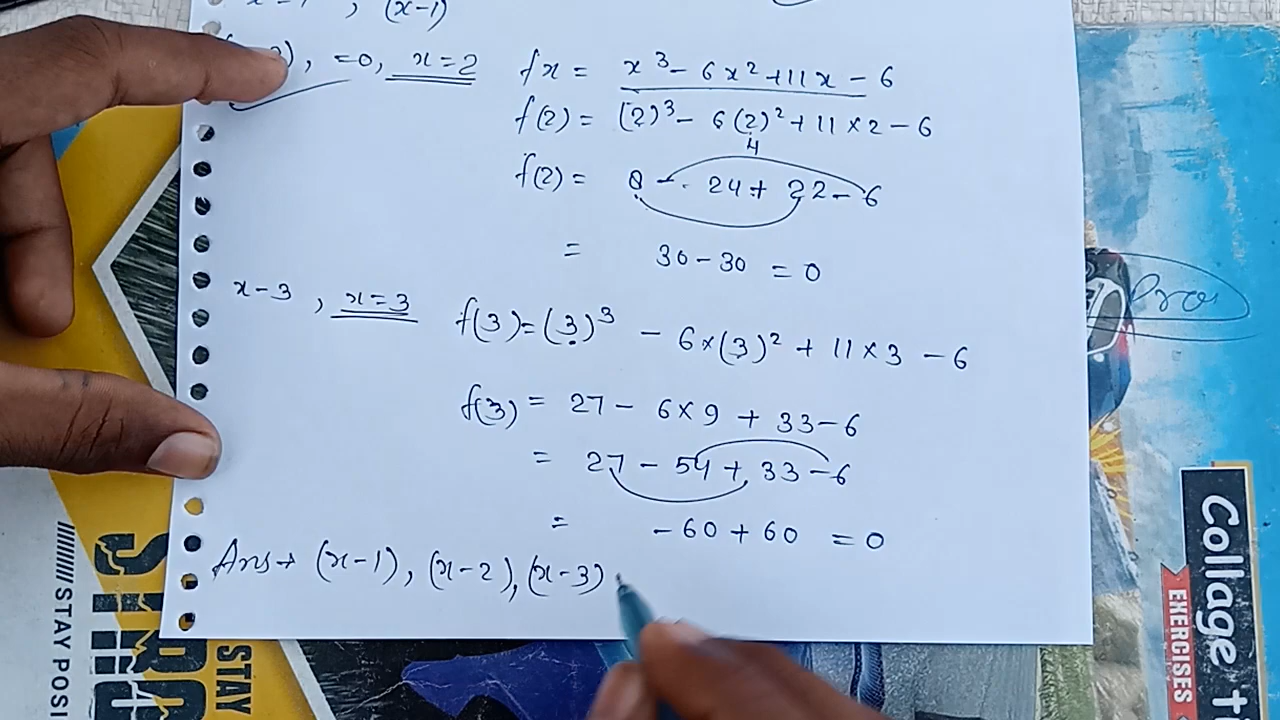 , (x-1)
), =0, x=2 fx = x³ - 6x² + 11x - 6
f(2) = (2)³ - 6(2)² + 11 × 2 - 6
4
f(2) = 8 - 24 + 22 - 6
= 30 - 30 = 0
x-3 , x=3 f(3) = (3)³ - 6×(3)² + 11 × 3 - 6
f(3) = 27 - 6×9 + 33 - 6
= 27 - 54 + 33 - 6
= -60 + 60 = 0
Ans → (x-1), (x-2), (x-3)
Pro
Collage
EXERCISES
STAY POSI
STAY